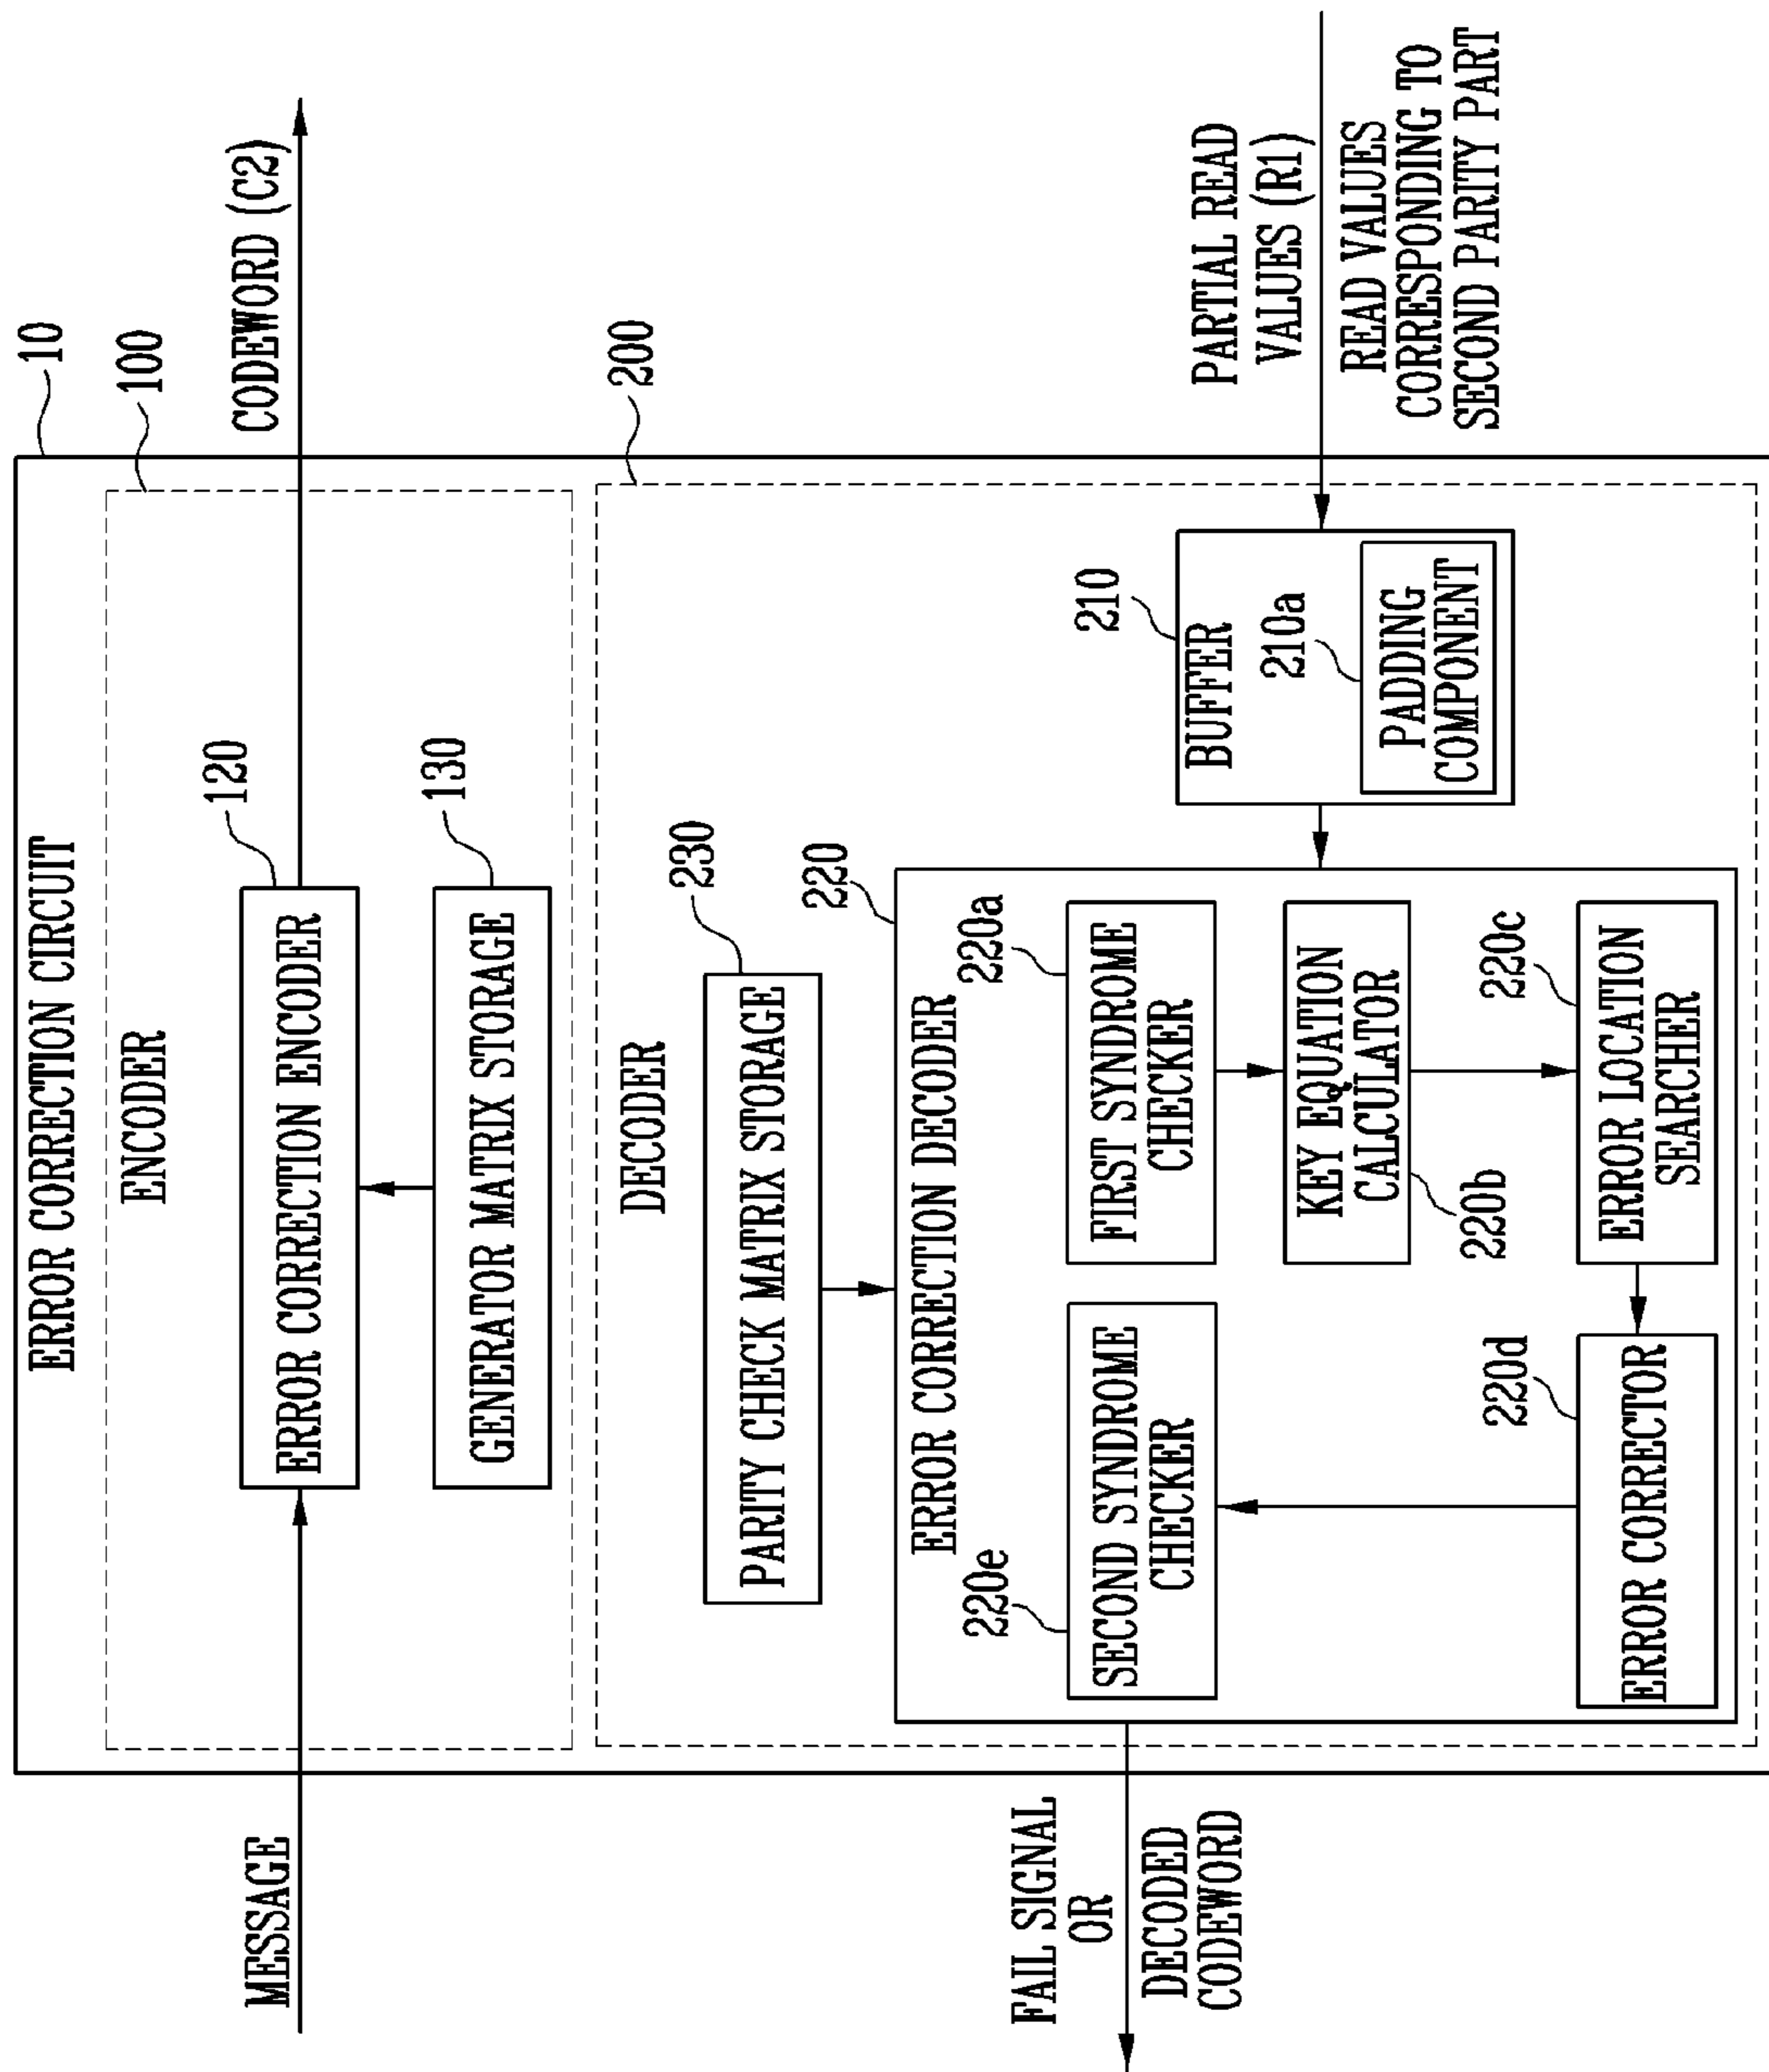 ERROR CORRECTION CIRCUIT
10
ENCODER
100
MESSAGE
ERROR CORRECTION ENCODER
120
CODEWORD (C2)
GENERATOR MATRIX STORAGE
130
DECODER
200
PARITY CHECK MATRIX STORAGE
230
ERROR CORRECTION DECODER
220
220e
SECOND SYNDROME
CHECKER
220a
FIRST SYNDROME
CHECKER
KEY EQUATION
CALCULATOR
220b
220c
ERROR LOCATION
SEARCHER
220d
ERROR CORRECTOR
210
BUFFER
210a
PADDING
COMPONENT
PARTIAL READ
VALUES (R1)
READ VALUES
CORRESPONDING TO
SECOND PARITY PART
FAIL SIGNAL
OR
DECODED
CODEWORD